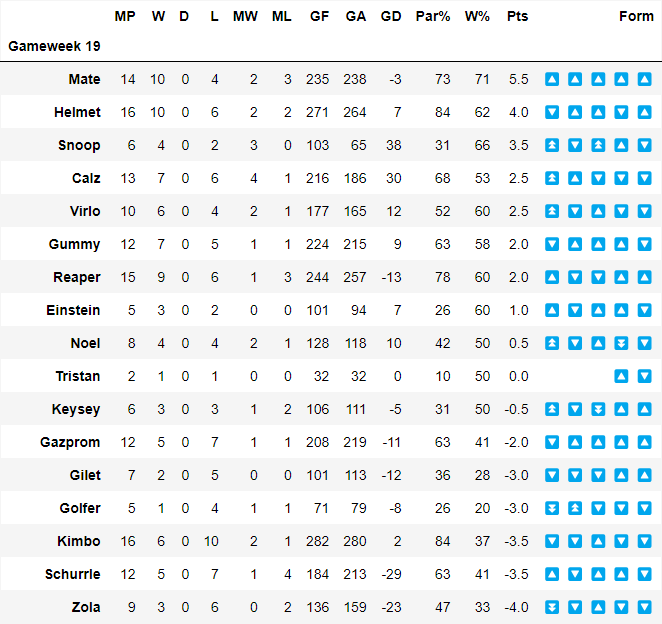 MP W D L MW ML GF GA GD Par% W% Pts Form
Gameweek 19
Mate 14 10 0 4 2 3 235 238 -3 73 71 5.5 🔼 🔼 🔼 🔼 🔼
Helmet 16 10 0 6 2 2 271 264 7 84 62 4.0 🔽 🔼 🔼 🔽 🔼
Snoop 6 4 0 2 3 0 103 65 38 31 66 3.5 ⏫ 🔽 ⏫ 🔼 🔽
Calz 13 7 0 6 4 1 216 186 30 68 53 2.5 ⏫ 🔼 🔽 🔽 🔽
Virlo 10 6 0 4 2 1 177 165 12 52 60 2.5 ⏫ 🔽 🔼 🔽 🔼
Gummy 12 7 0 5 1 1 224 215 9 63 58 2.0 🔽 🔼 🔼 🔼 🔽
Reaper 15 9 0 6 1 3 244 257 -13 78 60 2.0 🔼 🔽 🔽 🔼 🔽
Einstein 5 3 0 2 0 0 101 94 7 26 60 1.0 🔼 🔽 🔼 🔼 🔽
Noel 8 4 0 4 2 1 128 118 10 42 50 0.5 ⏫ 🔽 🔼 ⏬ 🔽
Tristan 2 1 0 1 0 0 32 32 0 10 50 0.0 🔼 🔽
Keysey 6 3 0 3 1 2 106 111 -5 31 50 -0.5 ⏫ 🔽 ⏬ 🔼 🔼
Gazprom 12 5 0 7 1 1 208 219 -11 63 41 -2.0 🔽 🔼 🔼 🔼 🔼
Gilet 7 2 0 5 0 0 101 113 -12 36 28 -3.0 🔽 🔽 🔽 🔼 🔼
Golfer 5 1 0 4 1 1 71 79 -8 26 20 -3.0 ⏬ ⏫ 🔽 🔽 🔽
Kimbo 16 6 0 10 2 1 282 280 2 84 37 -3.5 🔽 🔽 🔼 🔽 🔽
Schurrle 12 5 0 7 1 4 184 213 -29 63 41 -3.5 🔼 🔽 🔽 🔽 🔽
Zola 9 3 0 6 0 2 136 159 -23 47 33 -4.0 ⏬ 🔽 🔼 🔽 🔽